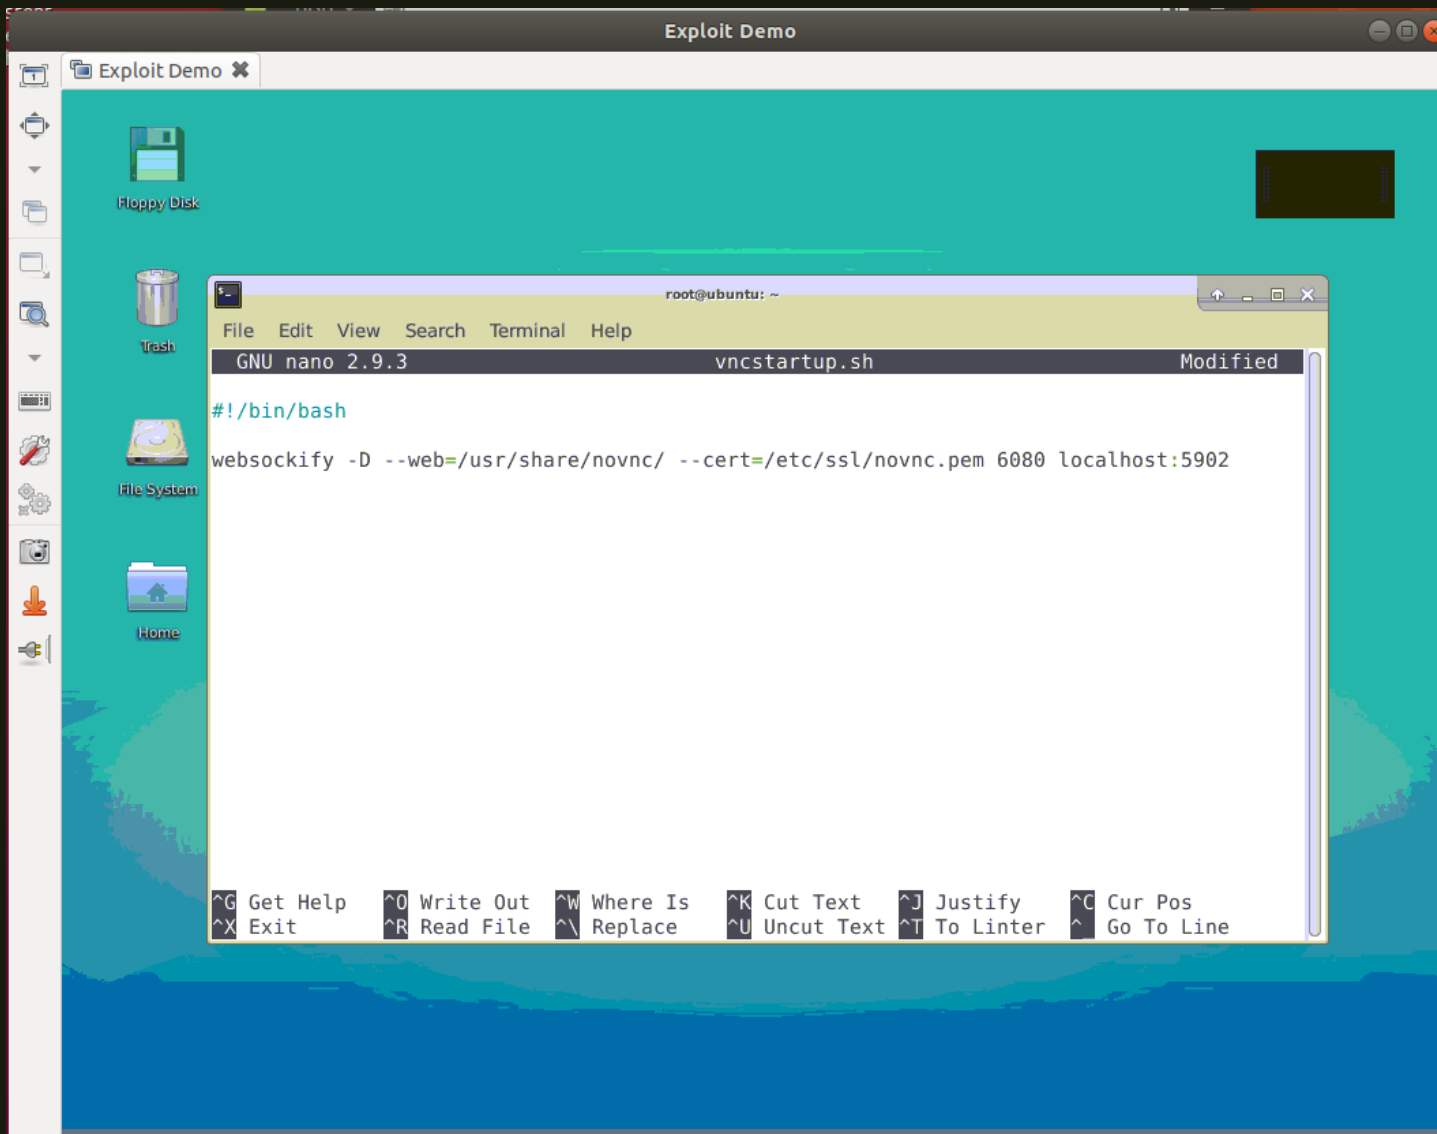 Exploit Demo
Exploit Demo
Floppy Disk
Trash
File System
Home
root@ubuntu: ~
File Edit View Search Terminal Help
GNU nano 2.9.3 vncstartup.sh Modified
#!/bin/bash
websockify -D --web=/usr/share/novnc/ --cert=/etc/ssl/novnc.pem 6080 localhost:5902
^G Get Help ^O Write Out ^W Where Is ^K Cut Text ^J Justify ^C Cur Pos
^X Exit ^R Read File ^\ Replace ^U Uncut Text ^T To Linter ^_ Go To Line